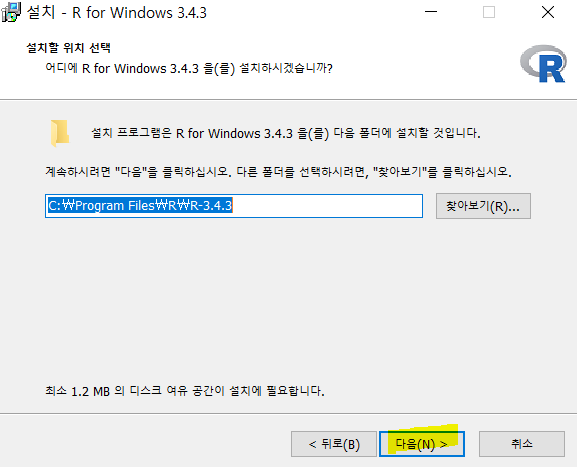 설치 - R for Windows 3.4.3
설치할 위치 선택
어디에 R for Windows 3.4.3 을(를) 설치하시겠습니까?
R
설치 프로그램은 R for Windows 3.4.3 을(를) 다음 폴더에 설치할 것입니다.
계속하시려면 "다음"을 클릭하십시오. 다른 폴더를 선택하시려면, "찾아보기"를 클릭하십시오.
C:₩Program Files₩R₩R-3.4.3
찾아보기(R)...
최소 1.2 MB 의 디스크 여유 공간이 설치에 필요합니다.
< 뒤로(B)
다음(N) >
취소